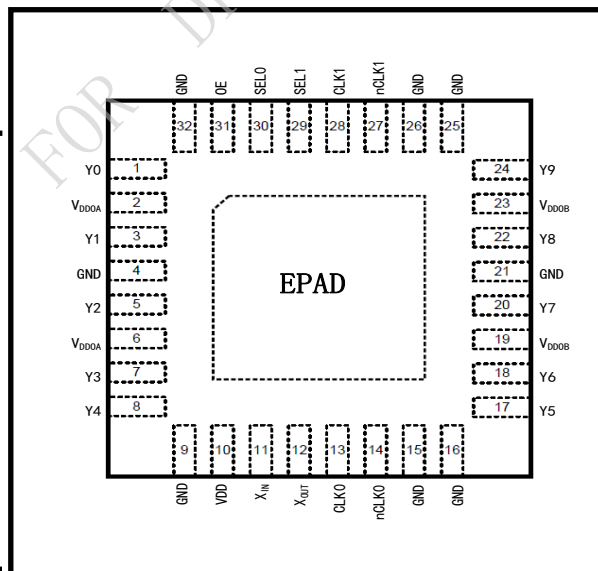 FOR
GND OE SEL0 SEL1 CLK1 nCLK1 GND GND
32 31 30 29 28 27 26 25
Y0 1 24 Y9
VDDOA 2 23 VDDOB
Y1 3 22 Y8
GND 4 21 GND
EPAD
Y2 5 20 Y7
VDDOA 6 19 VDDOB
Y3 7 18 Y6
Y4 8 17 Y5
9 10 11 12 13 14 15 16
GND VDD XIN XOUT CLK0 nCLK0 GND GND